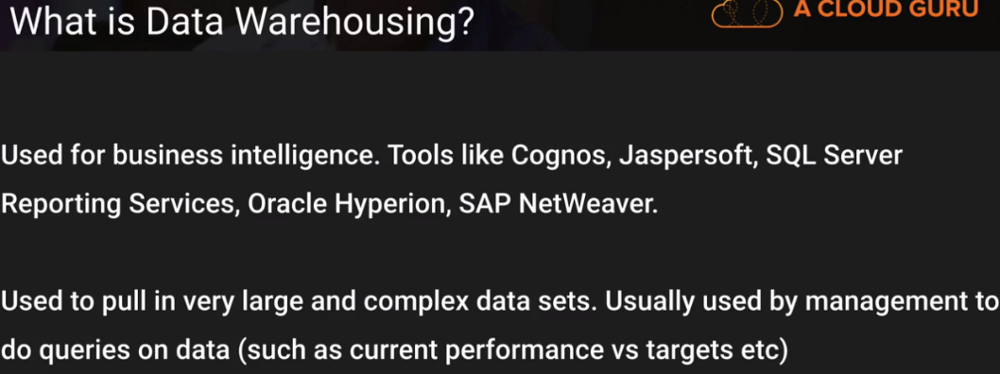 What is Data Warehousing?
A CLOUD GURU
Used for business intelligence. Tools like Cognos, Jaspersoft, SQL Server
Reporting Services, Oracle Hyperion, SAP NetWeaver.
Used to pull in very large and complex data sets. Usually used by management to
do queries on data (such as current performance vs targets etc)